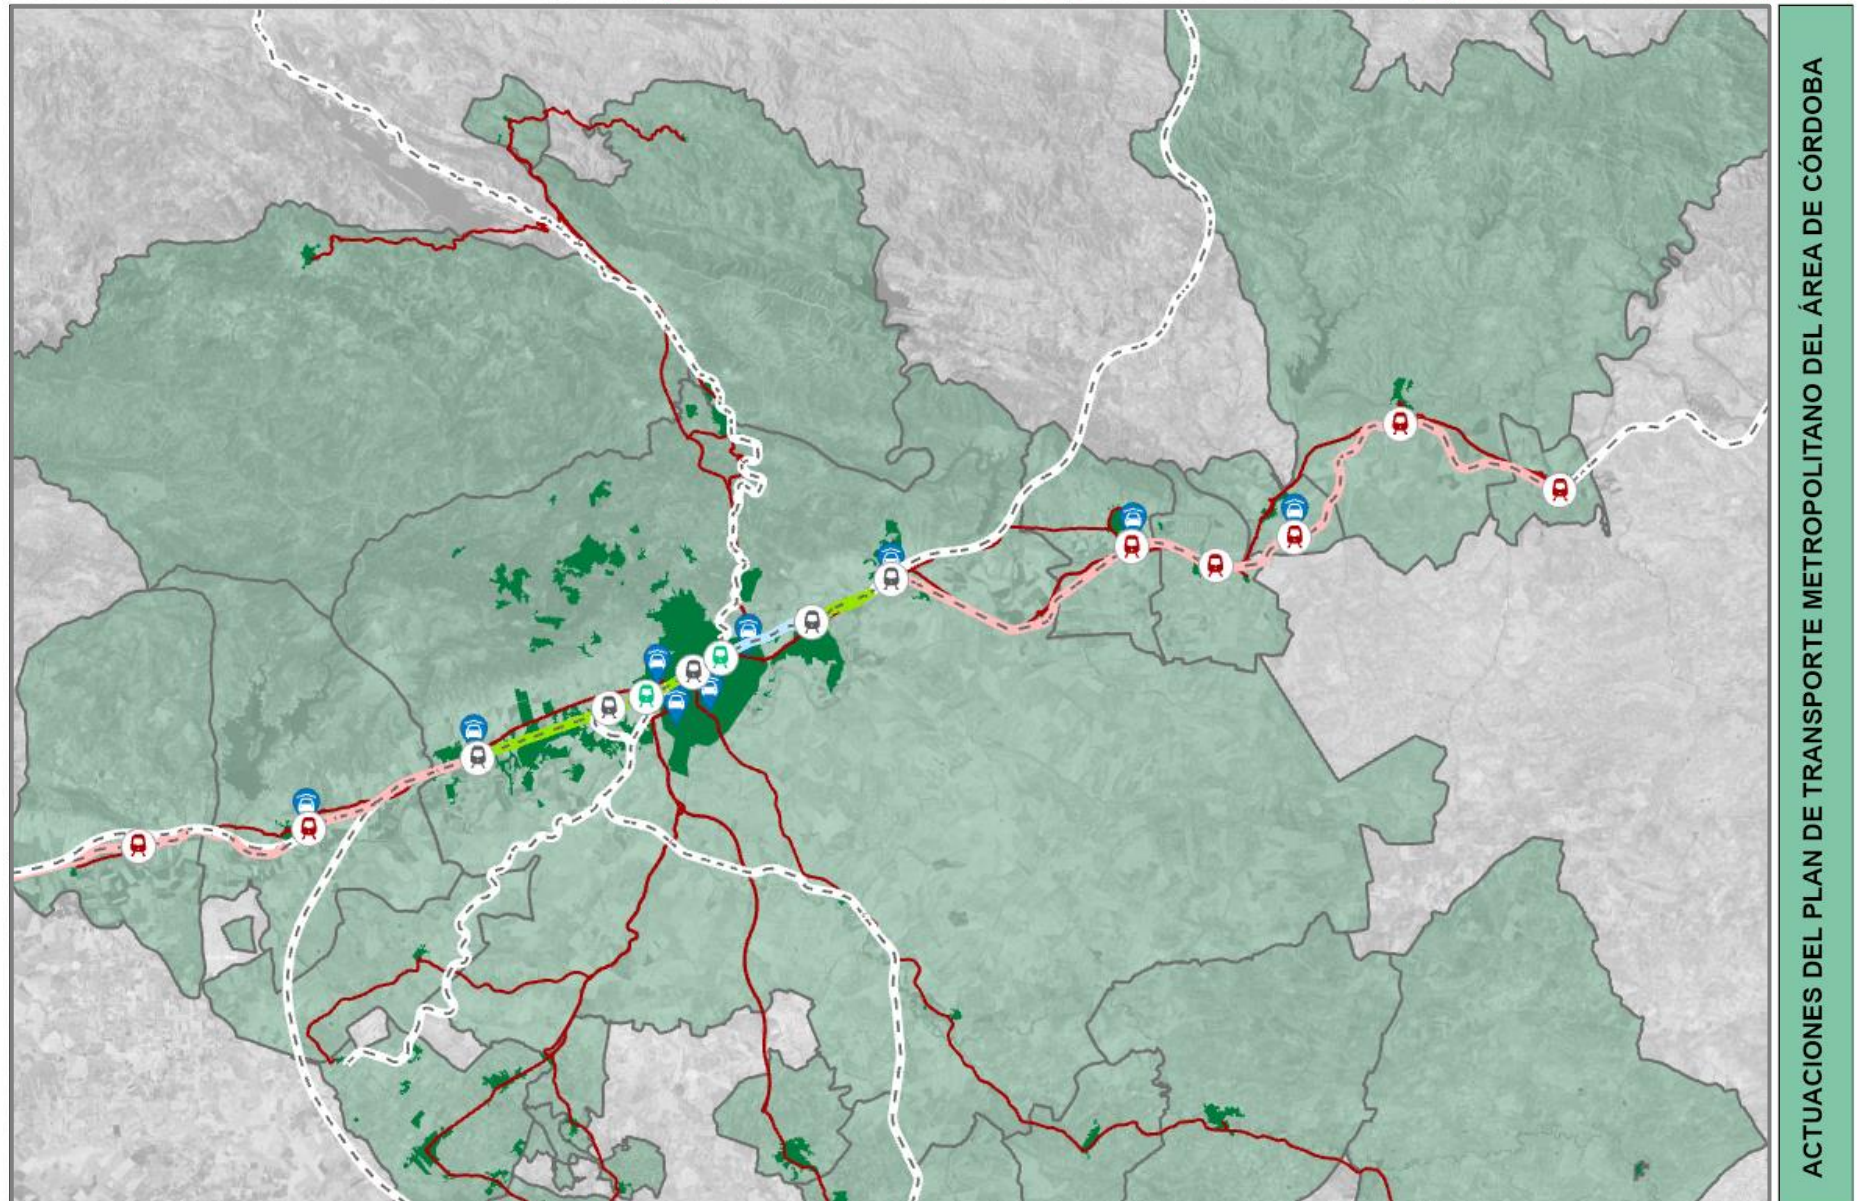 ACTUACIONES DEL PLAN DE TRANSPORTE METROPOLITANO DEL ÁREA DE CÓRDOBA